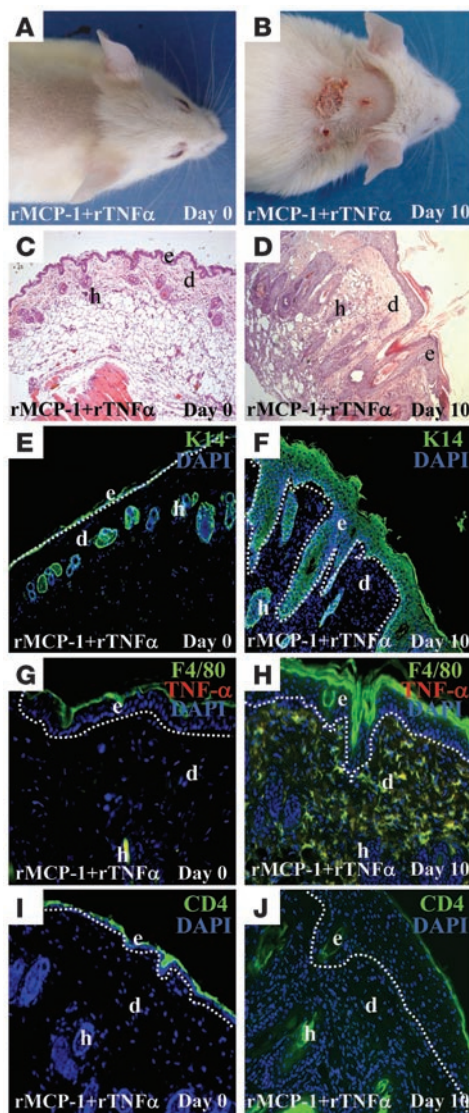 A
rMCP-1+rTNFα Day 0
B
rMCP-1+rTNFα Day 10
C
e
d
h
rMCP-1+rTNFα Day 0
D
h
d
e
rMCP-1+rTNFα Day 10
E
K14
DAPI
e
h
d
rMCP-1+rTNFα Day 0
F
K14
DAPI
e
d
h
rMCP-1+rTNFα Day 10
G
F4/80
TNF-α
DAPI
e
d
h
rMCP-1+rTNFα Day 0
H
F4/80
TNF-α
DAPI
e
d
h
rMCP-1+rTNFα Day 10
I
CD4
DAPI
e
d
h
rMCP-1+rTNFα Day 0
J
CD4
DAPI
e
d
h
rMCP-1+rTNFα Day 10